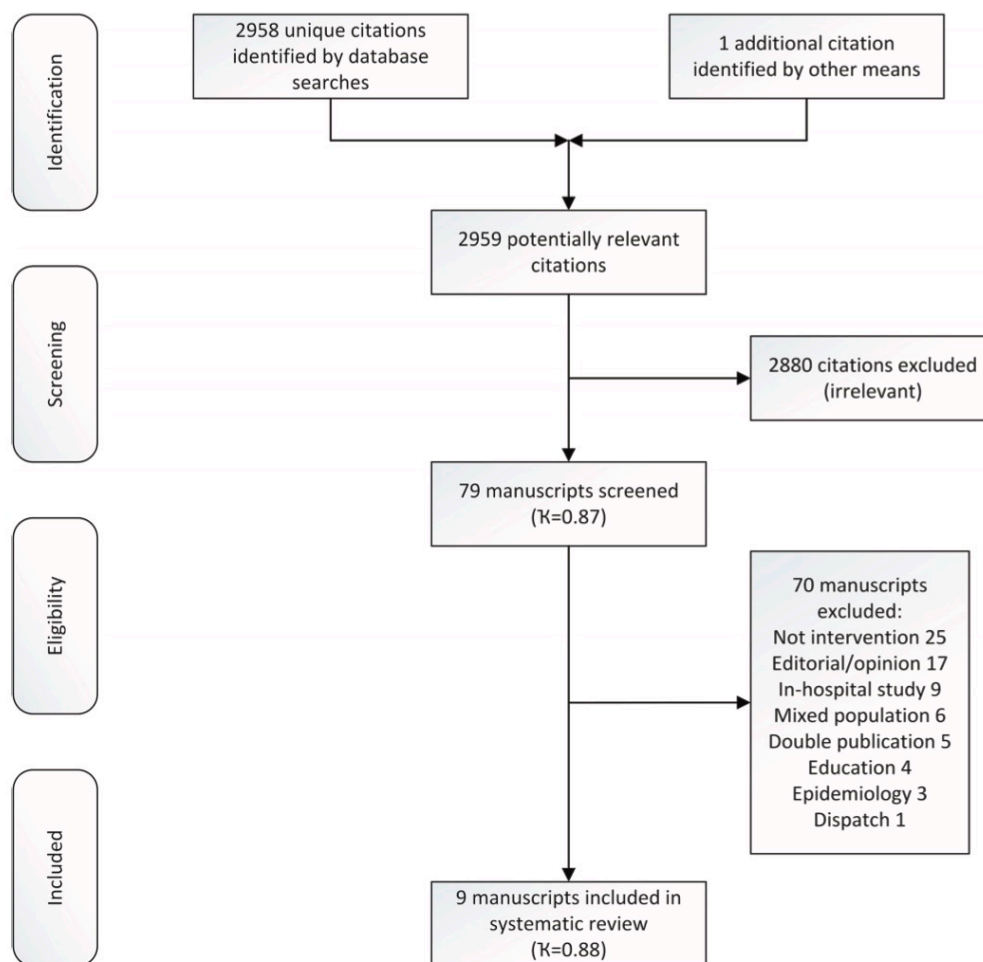 Identification
2958 unique citations
identified by database
searches
1 additional citation
identified by other means
2959 potentially relevant
citations
Screening
2880 citations excluded
(irrelevant)
79 manuscripts screened
(Ҡ=0.87)
Eligibility
70 manuscripts
excluded:
Not intervention 25
Editorial/opinion 17
In-hospital study 9
Mixed population 6
Double publication 5
Education 4
Epidemiology 3
Dispatch 1
Included
9 manuscripts included in
systematic review
(Ҡ=0.88)